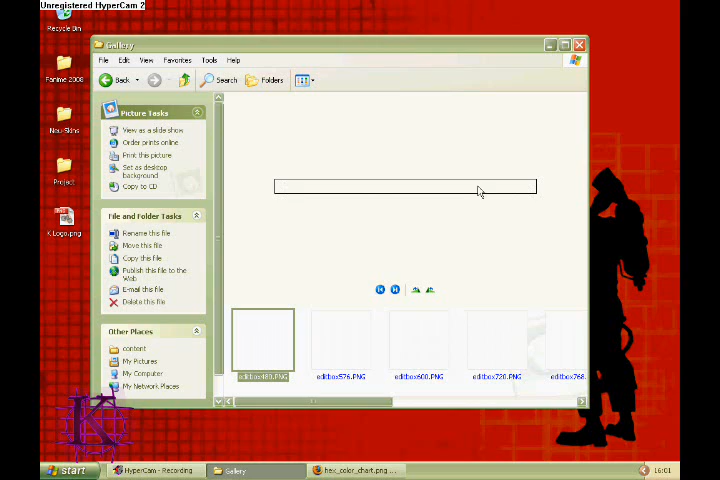 Unregistered HyperCam 2
Recycle Bin
Fanime 2008
Neu-Skins
Project
K Logo.png
Gallery
File Edit View Favorites Tools Help
Back Search Folders
Picture Tasks
View as a slide show
Order prints online
Print this picture
Set as desktop
background
Copy to CD
File and Folder Tasks
Rename this file
Move this file
Copy this file
Publish this file to the
Web
E-mail this file
Delete this file
Other Places
content
My Pictures
My Computer
My Network Places
editbox480.PNG editbox576.PNG editbox600.PNG editbox720.PNG editbox768.
K
start HyperCam - Recording Gallery hex_color_chart.png ... 16:01